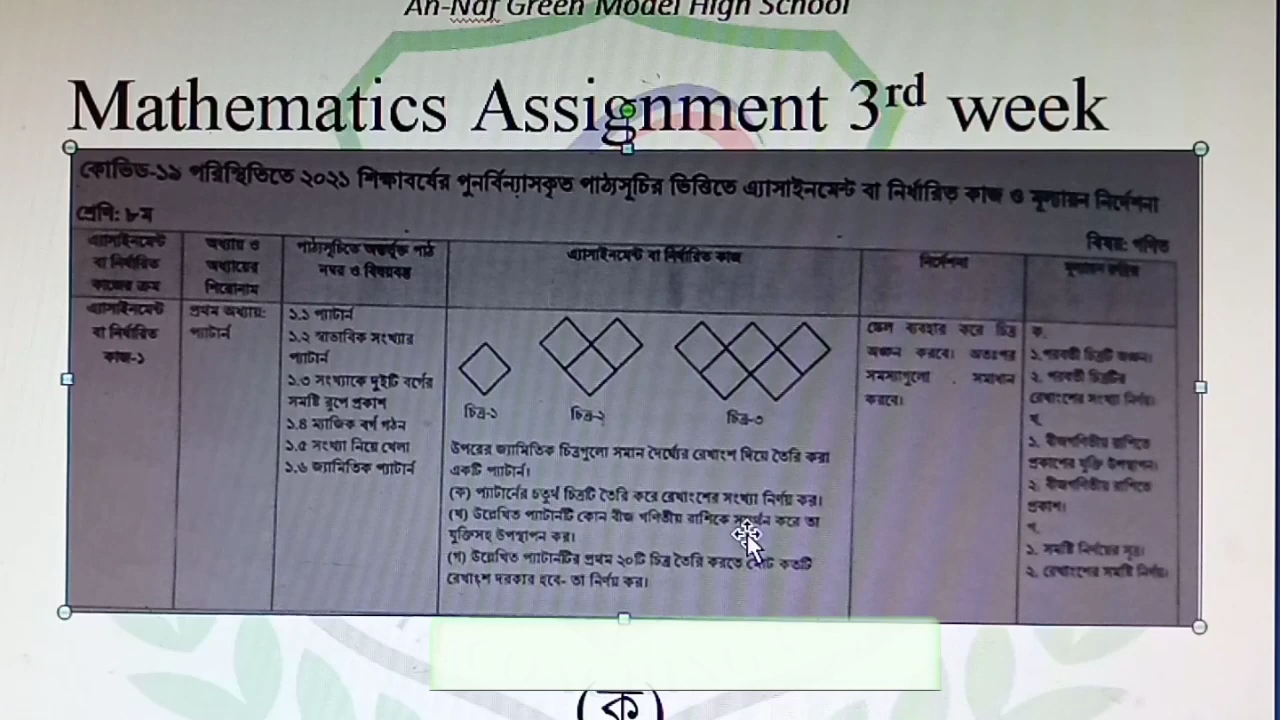 An-Naf Green Model High School
Mathematics Assignment 3rd week
কোভিড-১৯ পরিস্থিতিতে ২০২১ শিক্ষাবর্ষের পুনর্বিন্যাসকৃত পাঠ্যসূচির ভিত্তিতে এ্যাসাইনমেন্ট বা নির্ধারিত কাজ ও মূল্যায়ন নির্দেশনা
শ্রেণি: ৮ম
বিষয়: গণিত
এ্যাসাইনমেন্ট
বা নির্ধারিত
কাজের ক্রম
অধ্যায় ও
অধ্যায়ের
শিরোনাম
পাঠ্যসূচিতে অন্তর্ভুক্ত পাঠ
নম্বর ও বিষয়বস্তু
এ্যাসাইনমেন্ট বা নির্ধারিত কাজ
নির্দেশনা
মূল্যায়ন
এ্যাসাইনমেন্ট
বা নির্ধারিত
কাজ-১
প্রথম অধ্যায়:
প্যাটার্ন
১.১ প্যাটার্ন
১.২ স্বাভাবিক সংখ্যার
প্যাটার্ন
১.৩ সংখ্যাকে দুইটি বর্গের
সমষ্টি রূপে প্রকাশ
১.৪ ম্যাজিক বর্গ গঠন
১.৫ সংখ্যা নিয়ে খেলা
১.৬ জ্যামিতিক প্যাটার্ন
চিত্র-১
চিত্র-২
চিত্র-৩
উপরের জ্যামিতিক চিত্রগুলো সমান দৈর্ঘ্যের রেখাংশ দিয়ে তৈরি করা
একটি প্যাটার্ন।
(ক) প্যাটার্নের চতুর্থ চিত্রটি তৈরি করে রেখাংশের সংখ্যা নির্ণয় কর।
(খ) উল্লেখিত প্যাটার্নটি কোন বীজ গণিতীয় রাশিকে সমর্থন করে তা
যুক্তিসহ উপস্থাপন কর।
(গ) উল্লেখিত প্যাটার্নটির প্রথম ২০টি চিত্র তৈরি করতে মোট কতটি
রেখাংশ দরকার হবে- তা নির্ণয় কর।
স্কেল ব্যবহার করে চিত্র
অঙ্কন করবে। অতঃপর
সমস্যাগুলো সমাধান
করবে।
ক.
১.পরবর্তী চিত্রটি অঙ্কন।
২. পরবর্তী চিত্রটির
রেখাংশের সংখ্যা নির্ণয়।
খ.
১. বীজগণিতীয় রাশিতে
প্রকাশের যুক্তি উপস্থাপন।
২. বীজগণিতীয় রাশিতে
প্রকাশ।
গ.
১. সমষ্টি নির্ণয়ের সূত্র।
২. রেখাংশের সমষ্টি নির্ণয়।
(ক)